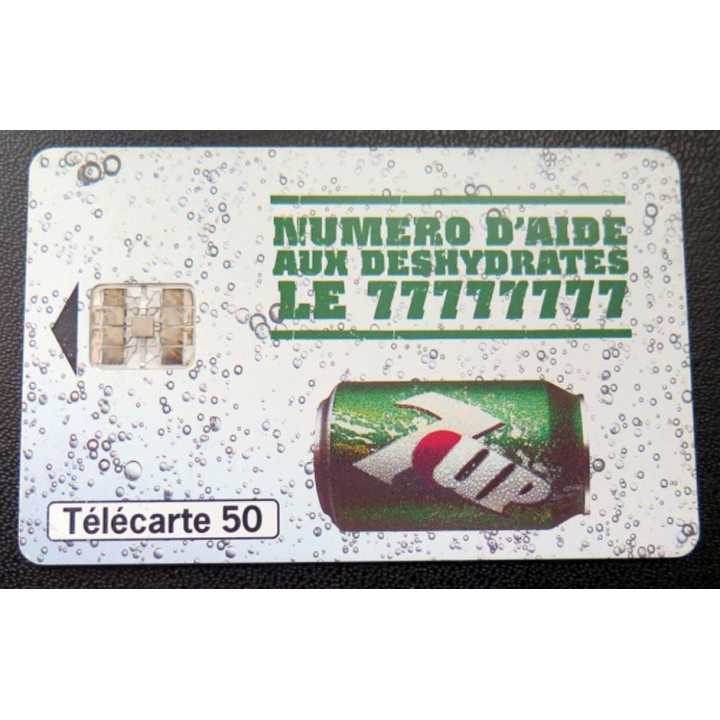 NUMERO D'AIDE
AUX DESHYDRATES
LE 77777777
7UP
Télécarte 50